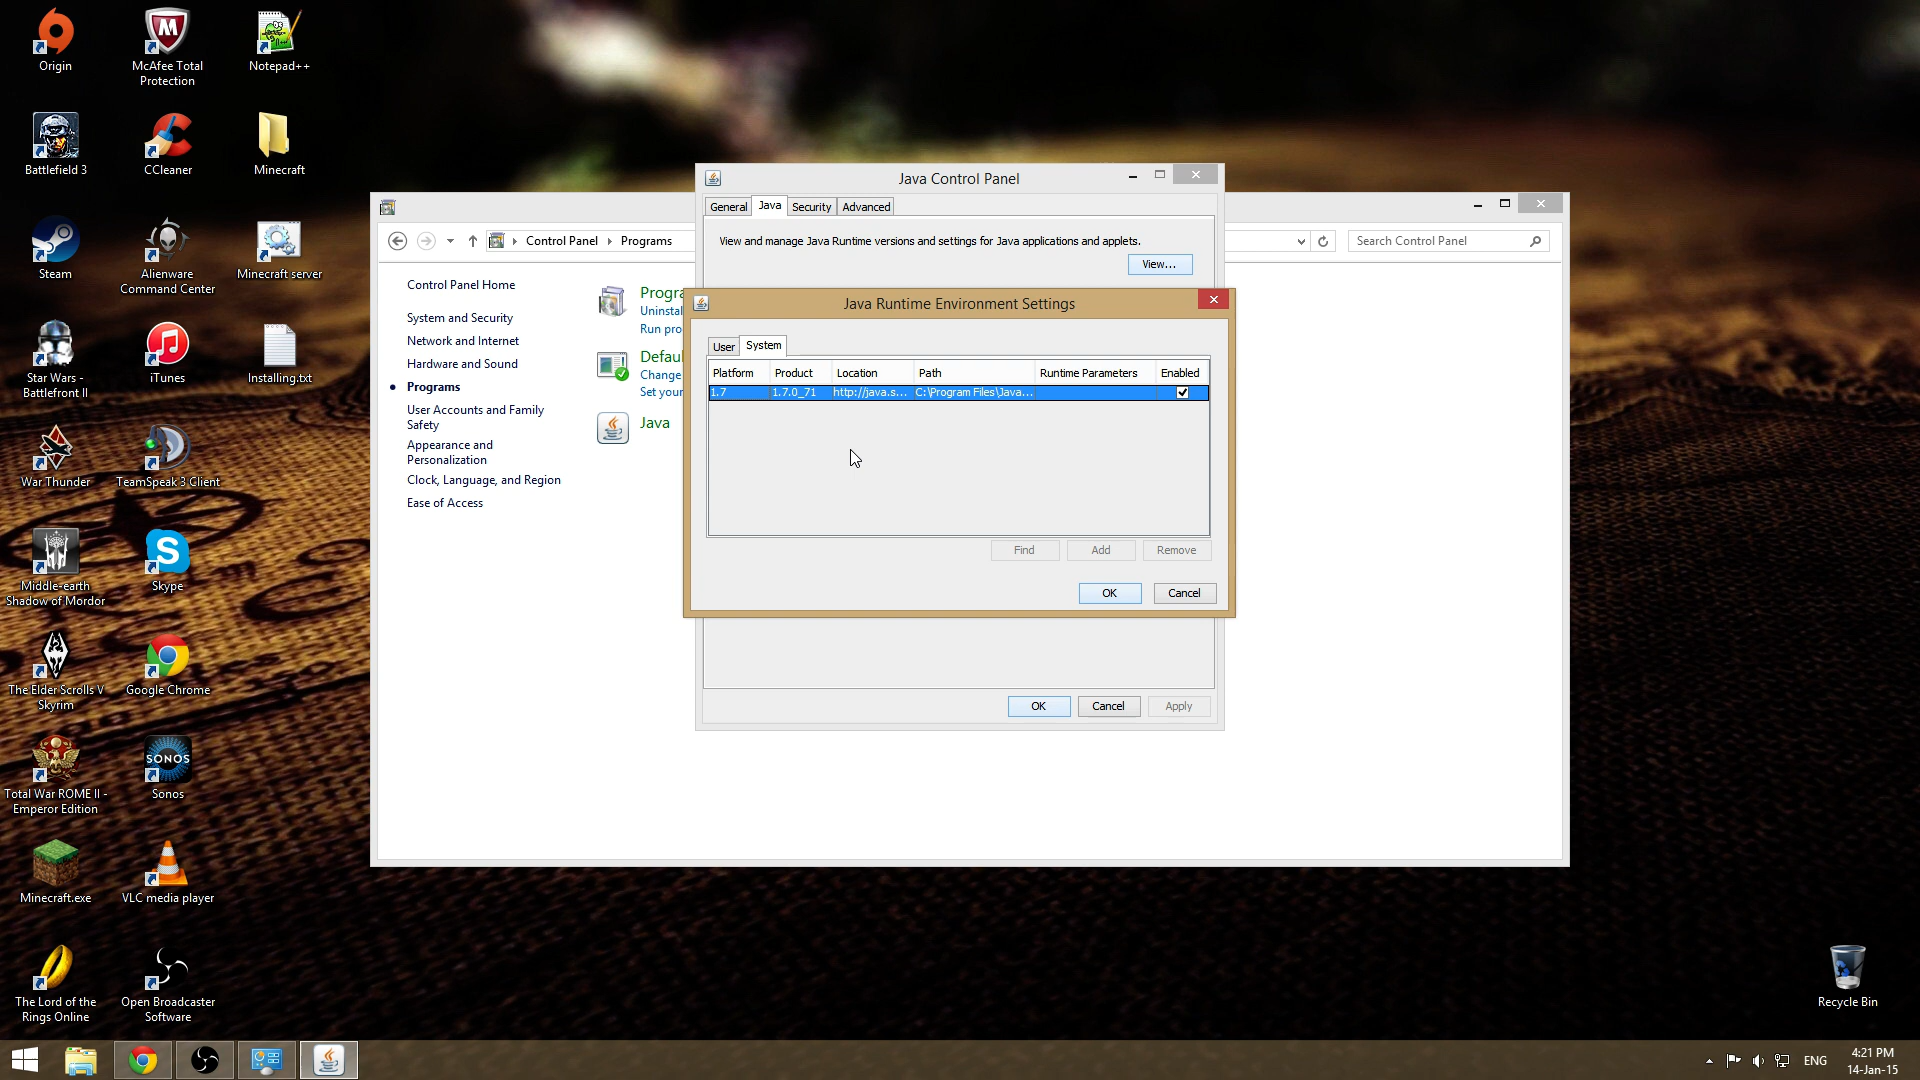 Origin
McAfee Total
Protection
Notepad++
Battlefield 3
CCleaner
Minecraft
Steam
Alienware
Command Center
Minecraft server
Star Wars -
Battlefront II
iTunes
Installing.txt
War Thunder
TeamSpeak 3 Client
Middle-earth
Shadow of Mordor
Skype
The Elder Scrolls V
Skyrim
Google Chrome
Total War ROME II -
Emperor Edition
SONOS
Sonos
Minecraft.exe
VLC media player
The Lord of the
Rings Online
Open Broadcaster
Software
Recycle Bin
Control Panel
Programs
Search Control Panel
Control Panel Home
System and Security
Network and Internet
Hardware and Sound
Programs
User Accounts and Family
Safety
Appearance and
Personalization
Clock, Language, and Region
Ease of Access
Progra
Uninstal
Run pro
Defaul
Change
Set your
Java
Java Control Panel
General
Java
Security
Advanced
View and manage Java Runtime versions and settings for Java applications and applets.
View...
Java Runtime Environment Settings
User
System
Platform Product Location Path Runtime Parameters Enabled
1.7 1.7.0_71 http://java.s... C:\Program Files\Java...
Find
Add
Remove
OK
Cancel
OK
Cancel
Apply
ENG
4:21 PM
14-Jan-15